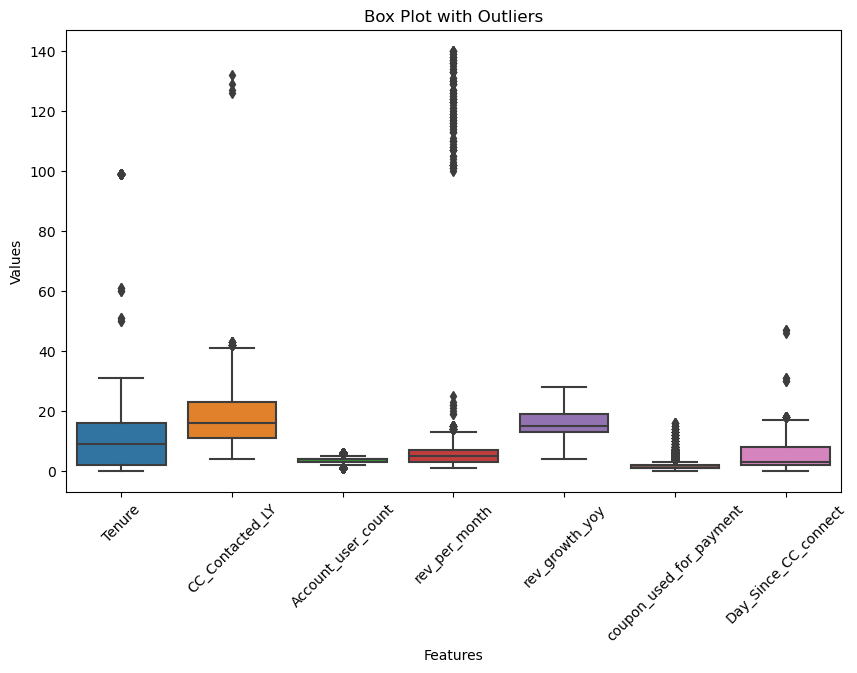 Box Plot with Outliers
Values
140
120
100
80
60
40
20
0
Tenure
CC_Contacted_LY
Account_user_count
rev_per_month
rev_growth_yoy
coupon_used_for_payment
Day_Since_CC_connect
Features